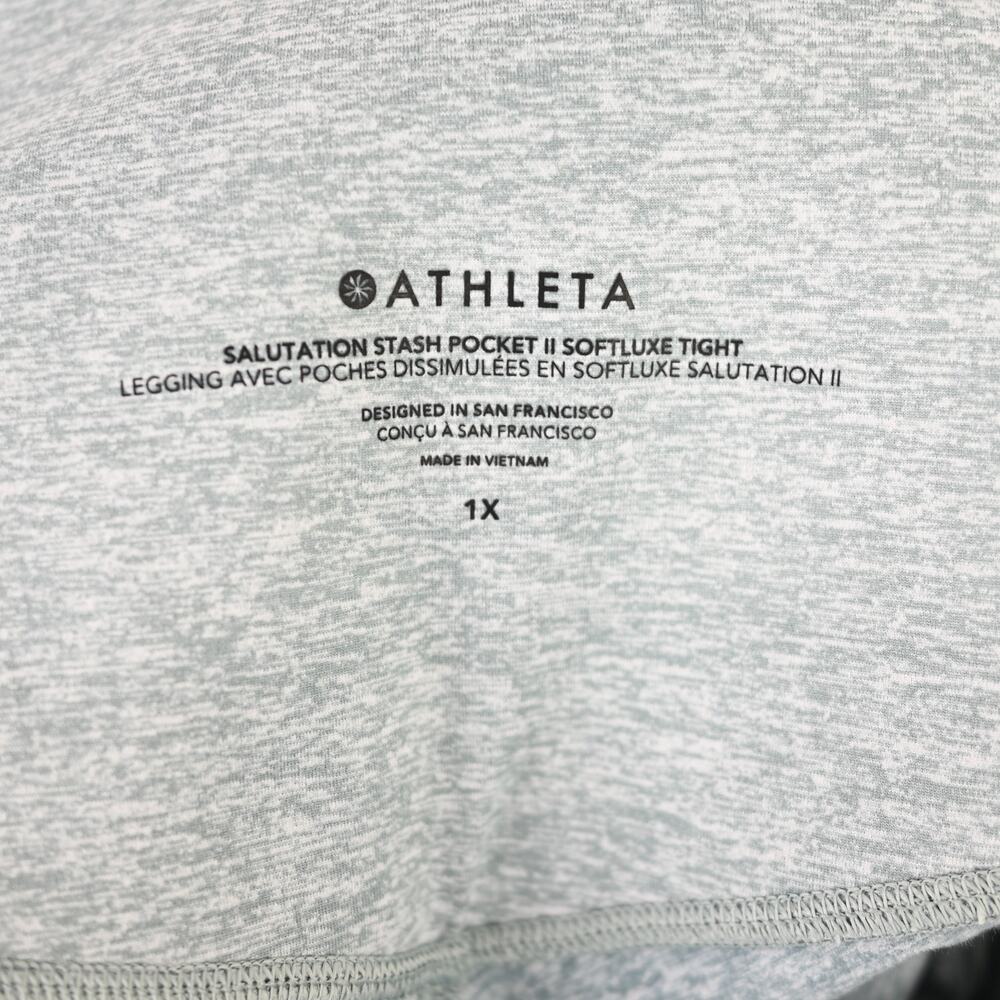 ATHLETA
SALUTATION STASH POCKET II SOFTLUXE TIGHT
LEGGING AVEC POCHES DISSIMULÉES EN SOFTLUXE SALUTATION II
DESIGNED IN SAN FRANCISCO
CONÇU À SAN FRANCISCO
MADE IN VIETNAM
1X